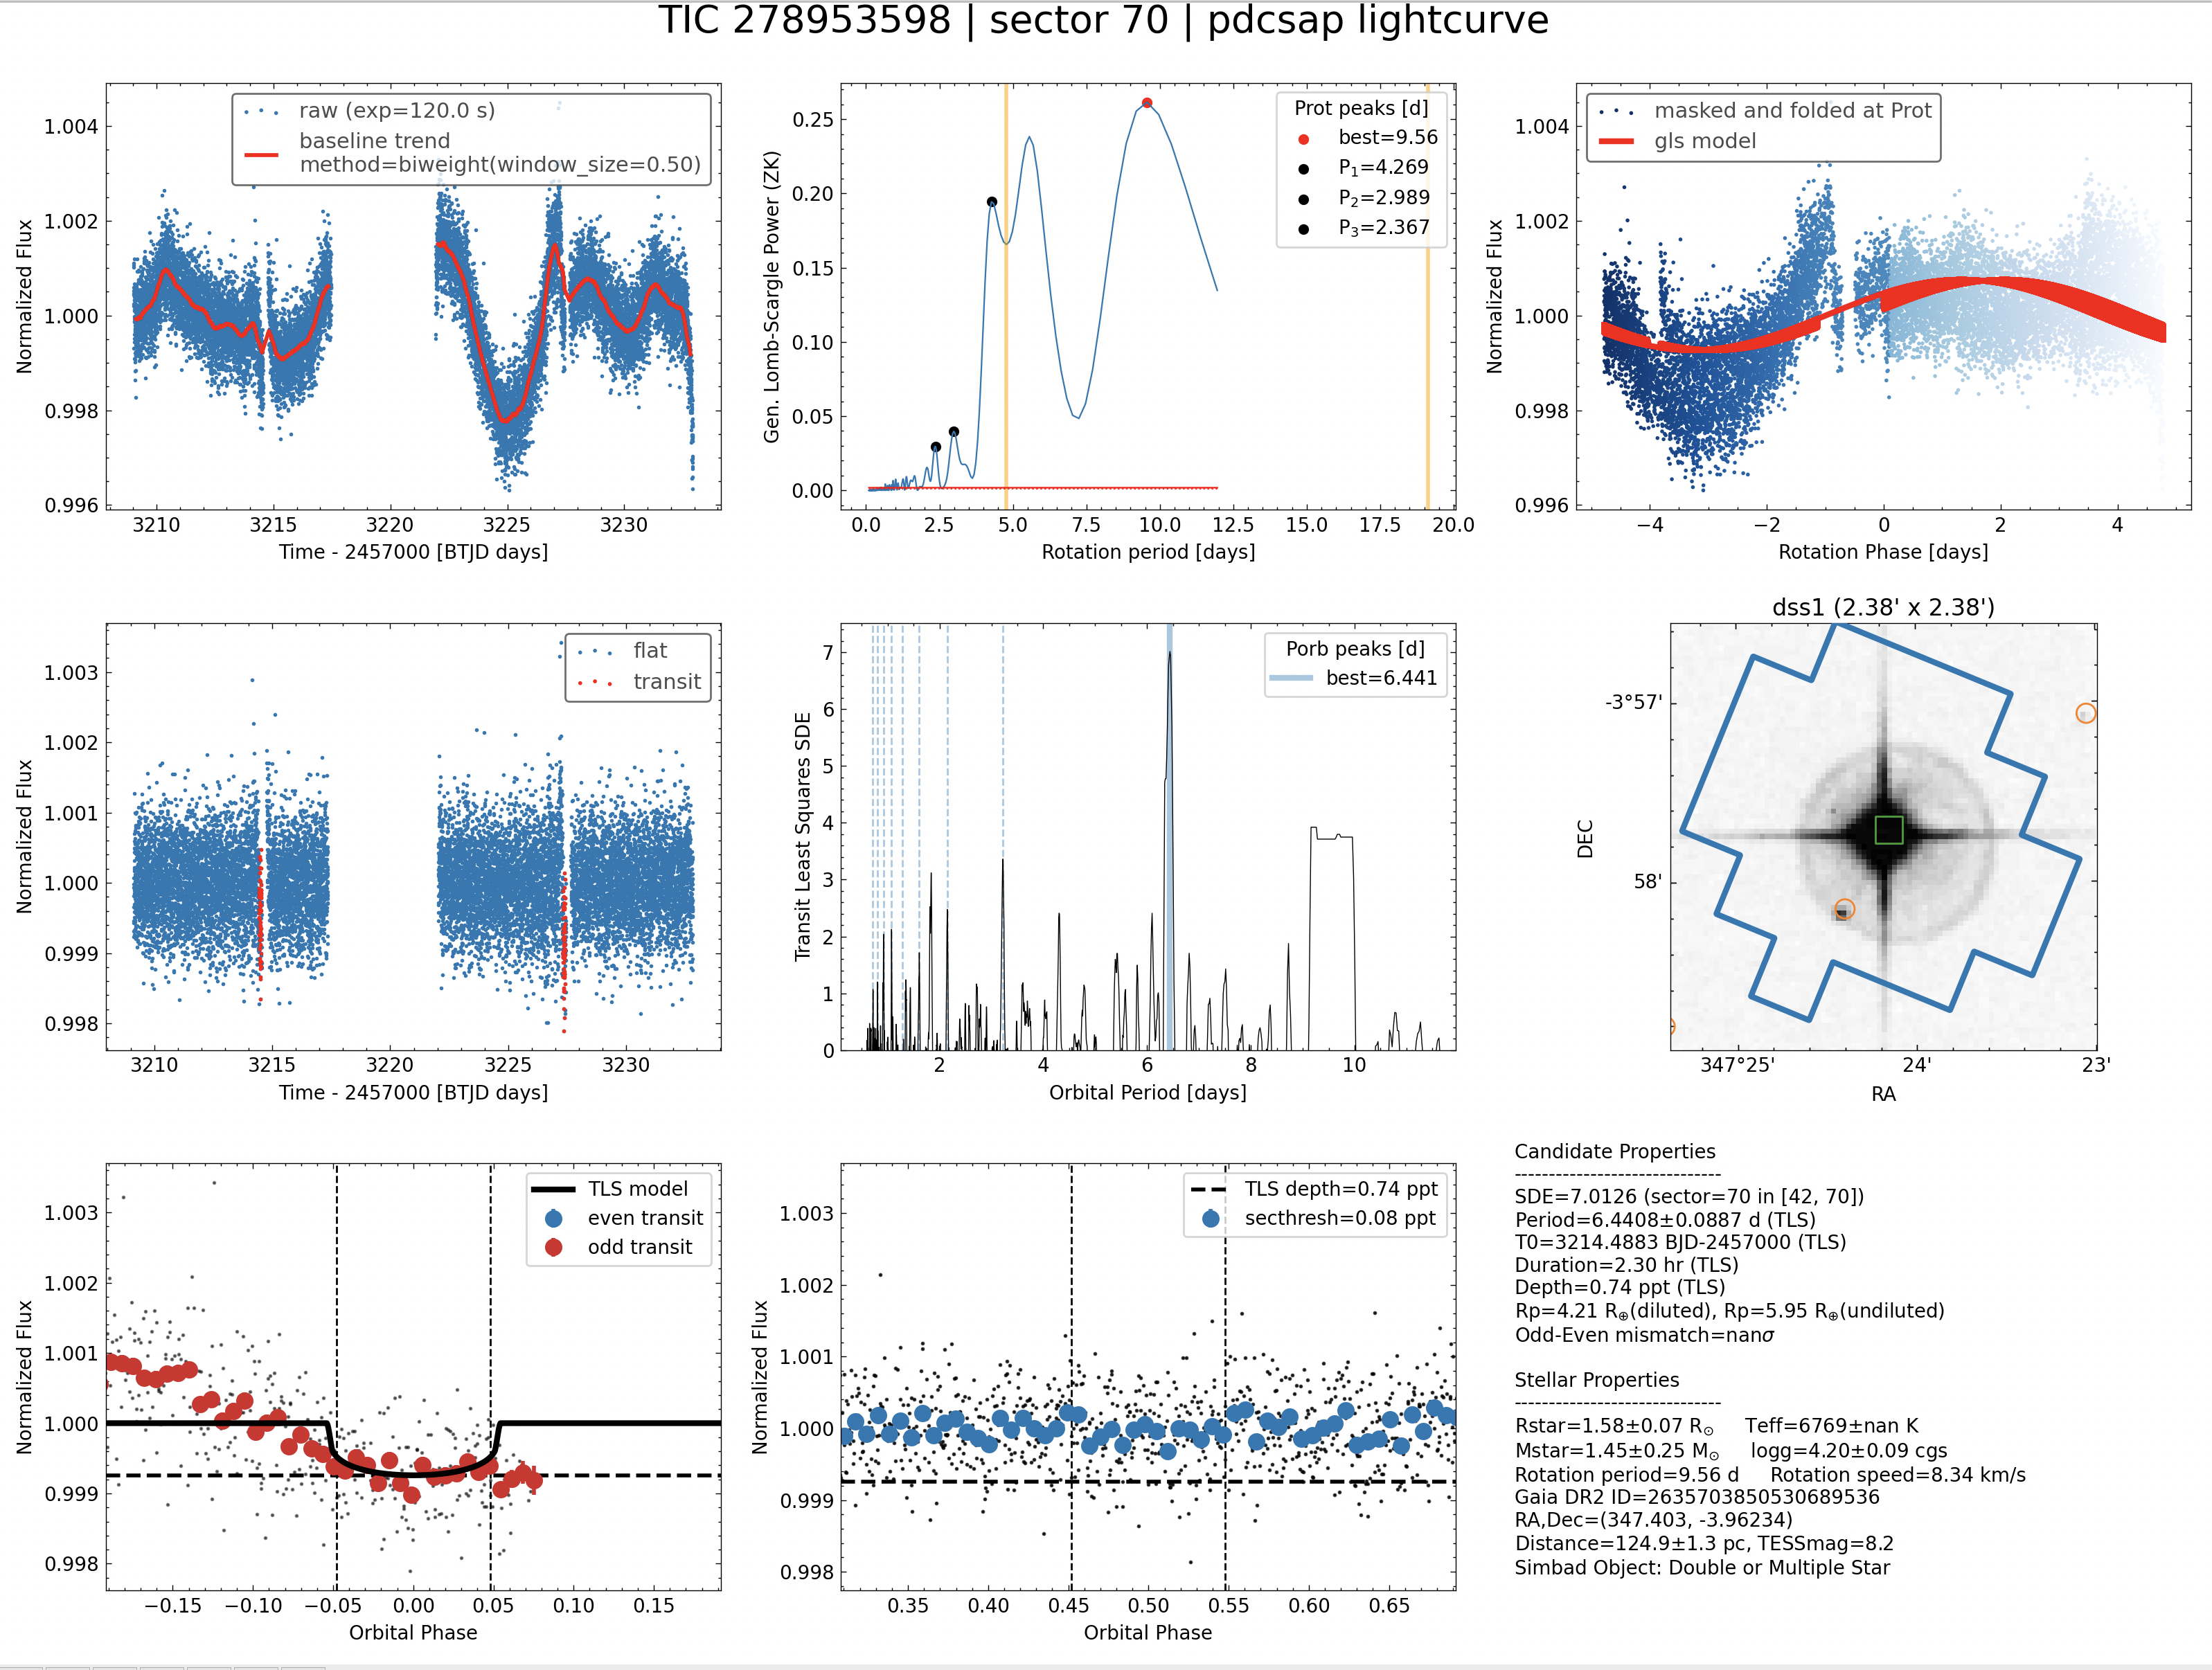 TIC 278953598 | sector 70 | pdcsap lightcurve
raw (exp=120.0 s)
baseline trend
method=biweight(window_size=0.50)
1.004
1.002
1.000
0.998
0.996
Normalized Flux
3210 3215 3220 3225 3230
Time - 2457000 [BTJD days]
Prot peaks [d]
best=9.56
P₁=4.269
P₂=2.989
P₃=2.367
0.25
0.20
0.15
0.10
0.05
0.00
Gen. Lomb-Scargle Power (ZK)
0.0 2.5 5.0 7.5 10.0 12.5 15.0 17.5 20.0
Rotation period [days]
masked and folded at Prot
gls model
1.004
1.002
1.000
0.998
0.996
Normalized Flux
−4 −2 0 2 4
Rotation Phase [days]
flat
transit
1.003
1.002
1.001
1.000
0.999
0.998
Normalized Flux
3210 3215 3220 3225 3230
Time - 2457000 [BTJD days]
Porb peaks [d]
best=6.441
7
6
5
4
3
2
1
0
Transit Least Squares SDE
2 4 6 8 10
Orbital Period [days]
dss1 (2.38' x 2.38')
-3°57'
58'
DEC
347°25' 24' 23'
RA
TLS model
even transit
odd transit
1.003
1.002
1.001
1.000
0.999
0.998
Normalized Flux
−0.15 −0.10 −0.05 0.00 0.05 0.10 0.15
Orbital Phase
TLS depth=0.74 ppt
secthresh=0.08 ppt
1.003
1.002
1.001
1.000
0.999
0.998
Normalized Flux
0.35 0.40 0.45 0.50 0.55 0.60 0.65
Orbital Phase
Candidate Properties
------------------------------
SDE=7.0126 (sector=70 in [42, 70])
Period=6.4408±0.0887 d (TLS)
T0=3214.4883 BJD-2457000 (TLS)
Duration=2.30 hr (TLS)
Depth=0.74 ppt (TLS)
Rp=4.21 R⊕(diluted), Rp=5.95 R⊕(undiluted)
Odd-Even mismatch=nanσ
Stellar Properties
------------------------------
Rstar=1.58±0.07 R⊙ Teff=6769±nan K
Mstar=1.45±0.25 M⊙ logg=4.20±0.09 cgs
Rotation period=9.56 d Rotation speed=8.34 km/s
Gaia DR2 ID=2635703850530689536
RA,Dec=(347.403, -3.96234)
Distance=124.9±1.3 pc, TESSmag=8.2
Simbad Object: Double or Multiple Star